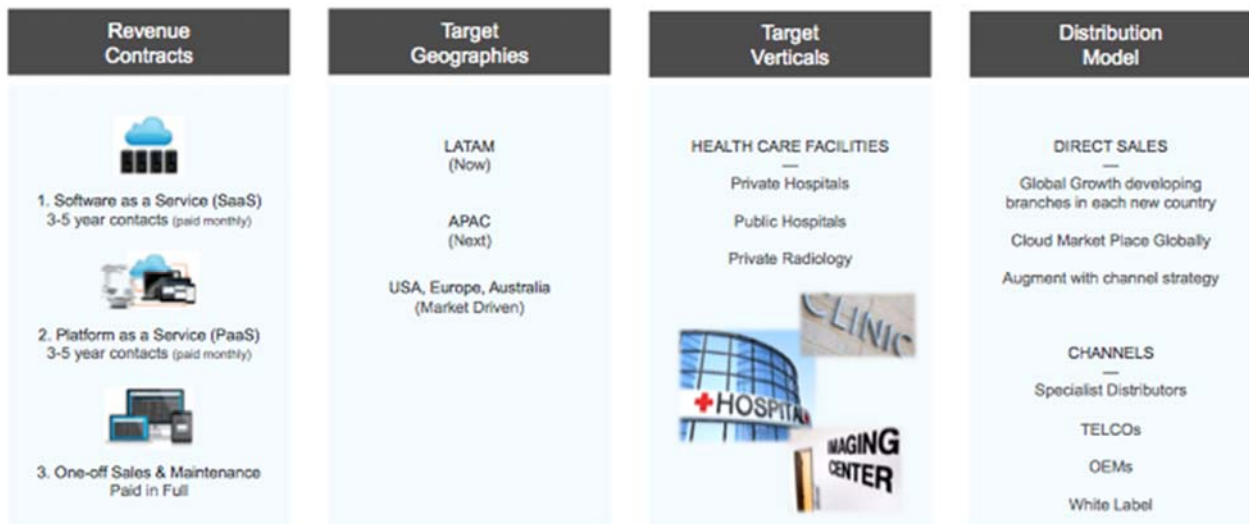 Revenue
Contracts
1. Software as a Service (SaaS)
3-5 year contacts (paid monthly)
2. Platform as a Service (PaaS)
3-5 year contacts (paid monthly)
3. One-off Sales & Maintenance
Paid in Full
Target
Geographies
LATAM
(Now)
APAC
(Next)
USA, Europe, Australia
(Market Driven)
Target
Verticals
HEALTH CARE FACILITIES
—
Private Hospitals
Public Hospitals
Private Radiology
CLINIC
HOSPITAL
IMAGING
CENTER
Distribution
Model
DIRECT SALES
—
Global Growth developing
branches in each new country
Cloud Market Place Globally
Augment with channel strategy
CHANNELS
—
Specialist Distributors
TELCOs
OEMs
White Label